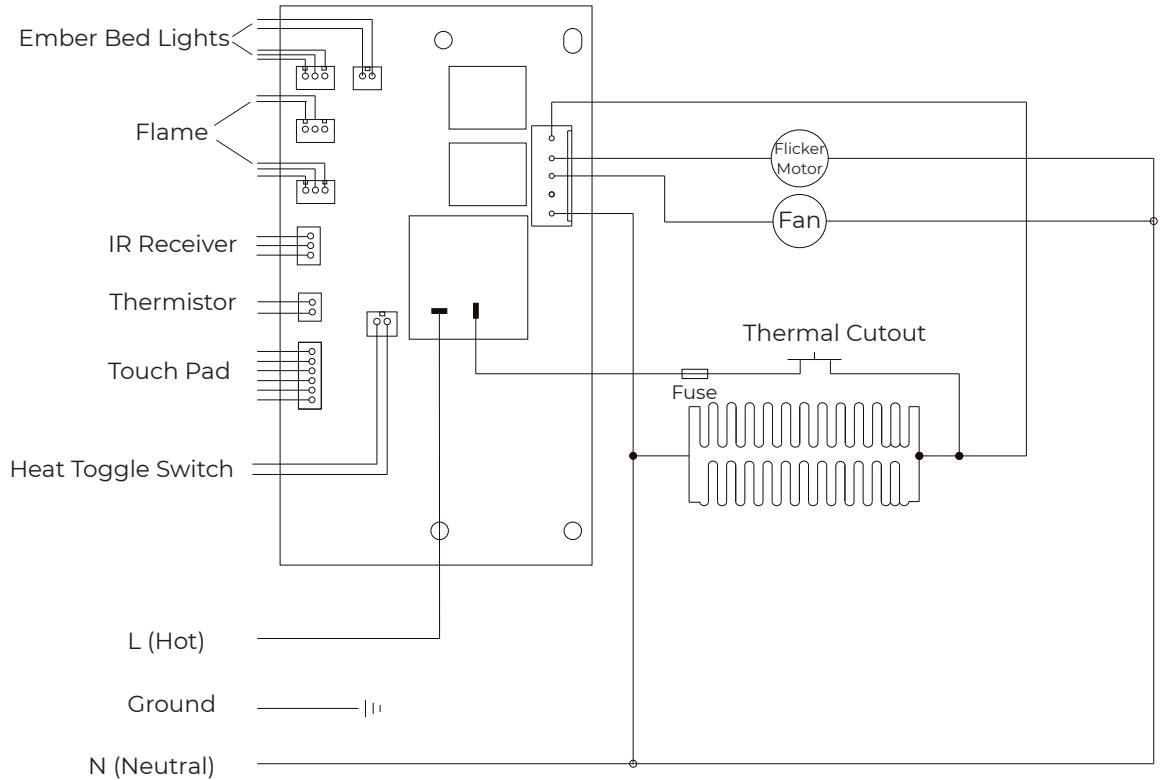 Ember Bed Lights
Flame
IR Receiver
Thermistor
Touch Pad
Heat Toggle Switch
L (Hot)
Ground
N (Neutral)
Flicker
Motor
Fan
Thermal Cutout
Fuse